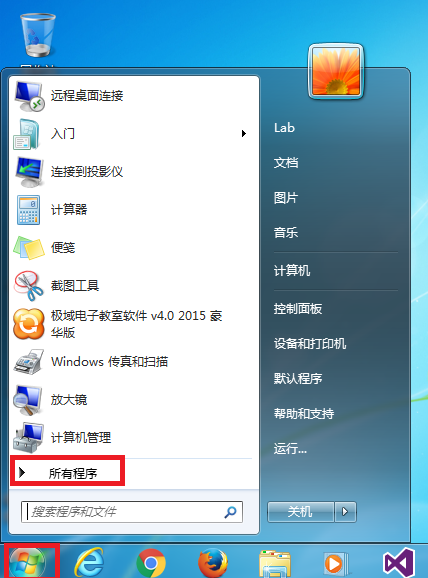 远程桌面连接
入门
连接到投影仪
计算器
便笺
截图工具
极域电子教室软件 v4.0 2015 豪
华版
Windows 传真和扫描
放大镜
计算机管理
所有程序
搜索程序和文件
Lab
文档
图片
音乐
计算机
控制面板
设备和打印机
默认程序
帮助和支持
运行...
关机